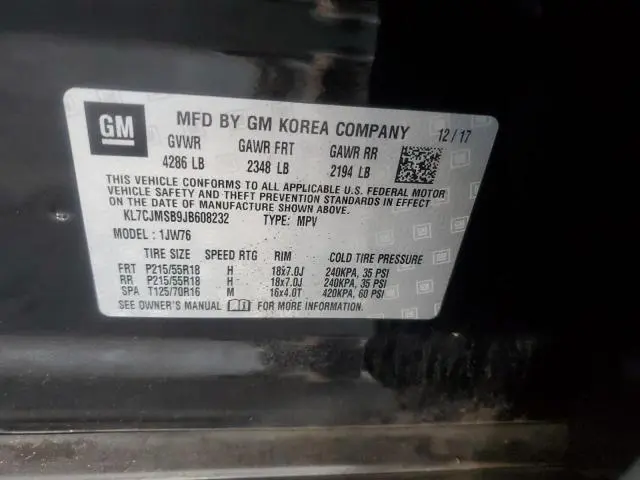 GM
MFD BY GM KOREA COMPANY 12/17
GVWR GAWR FRT GAWR RR
4286 LB 2348 LB 2194 LB
THIS VEHICLE CONFORMS TO ALL APPLICABLE U.S. FEDERAL MOTOR
VEHICLE SAFETY AND THEFT PREVENTION STANDARDS IN EFFECT
ON THE DATE OF MANUFACTURE SHOWN ABOVE.
KL7CJMSB9JB608232 TYPE: MPV
MODEL: 1JW76
TIRE SIZE SPEED RTG RIM COLD TIRE PRESSURE
FRT P215/55R18 H 18x7.0J 240KPA, 35 PSI
RR P215/55R18 H 18x7.0J 240KPA, 35 PSI
SPA T125/70R16 M 16x4.0T 420KPA, 60 PSI
SEE OWNER'S MANUAL FOR MORE INFORMATION